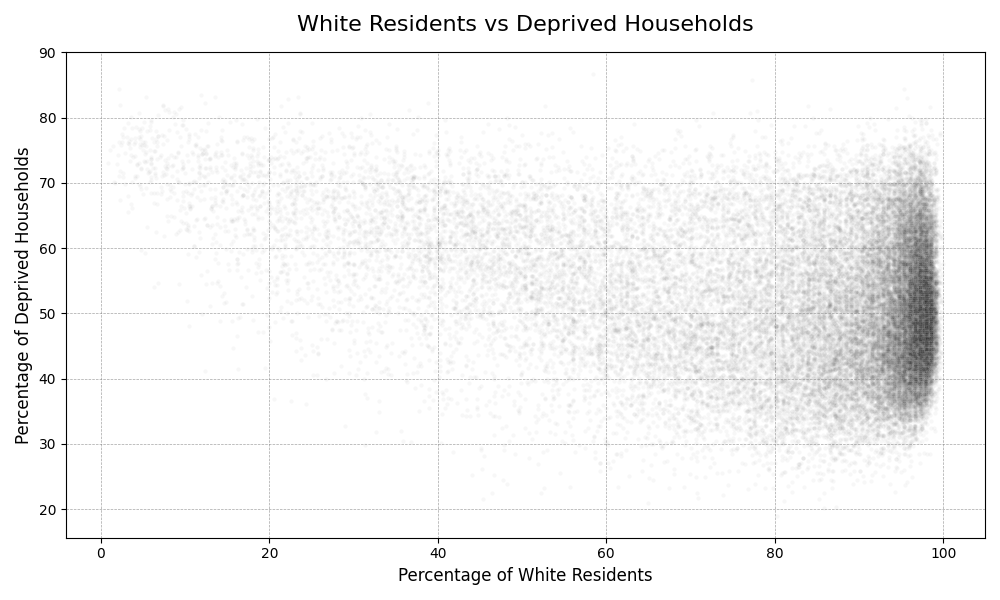 White Residents vs Deprived Households
Percentage of Deprived Households
90
80
70
60
50
40
30
20
0 20 40 60 80 100
Percentage of White Residents